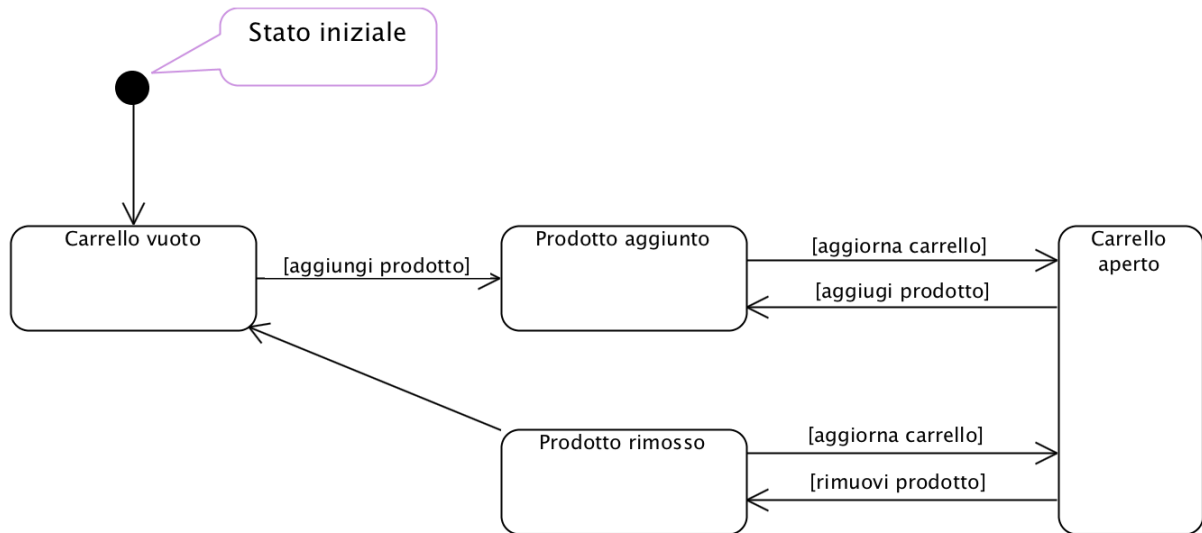 Stato iniziale
Carrello vuoto
[aggiungi prodotto]
Prodotto aggiunto
[aggiorna carrello]
[aggiugi prodotto]
Carrello
aperto
Prodotto rimosso
[aggiorna carrello]
[rimuovi prodotto]